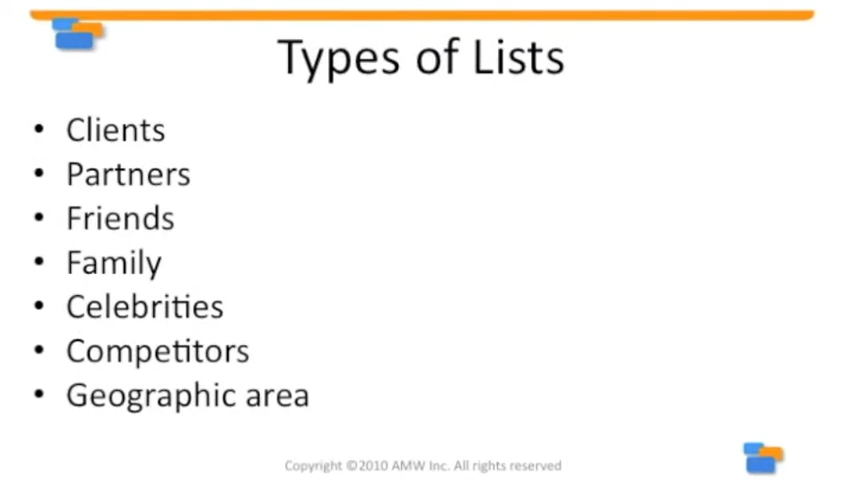 Types of Lists
• Clients
• Partners
• Friends
• Family
• Celebrities
• Competitors
• Geographic area
Copyright ©2010 AMW Inc. All rights reserved